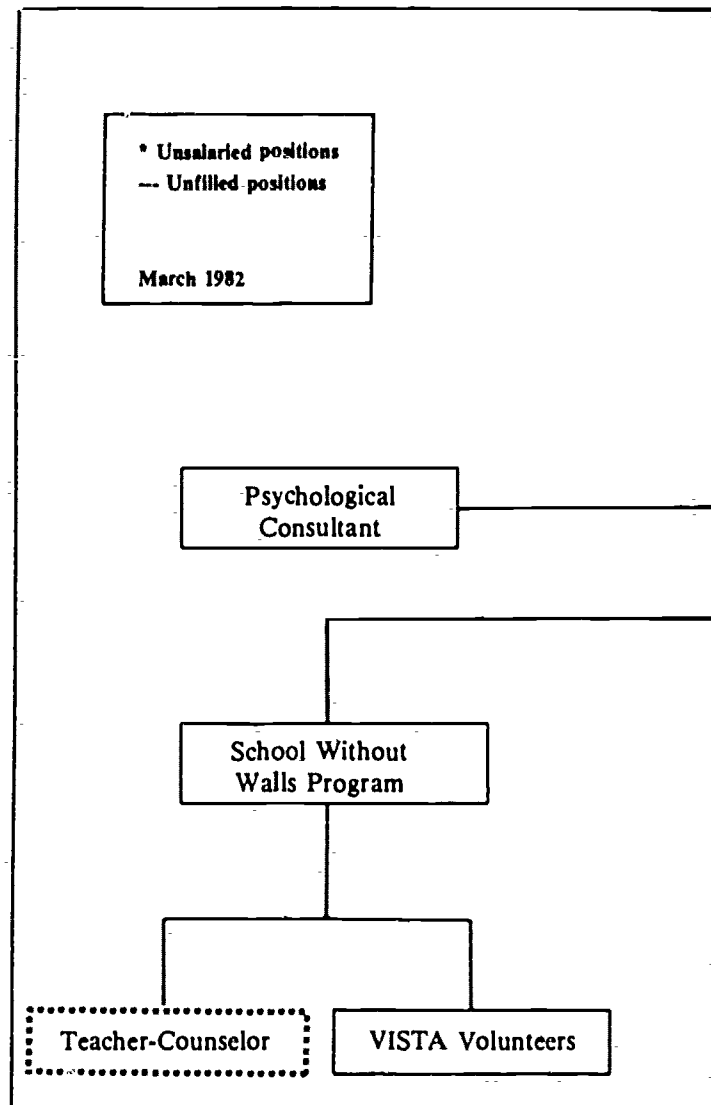 * Unsalaried positions
--- Unfilled positions
March 1982
Psychological
Consultant
School Without
Walls Program
Teacher-Counselor
VISTA Volunteers